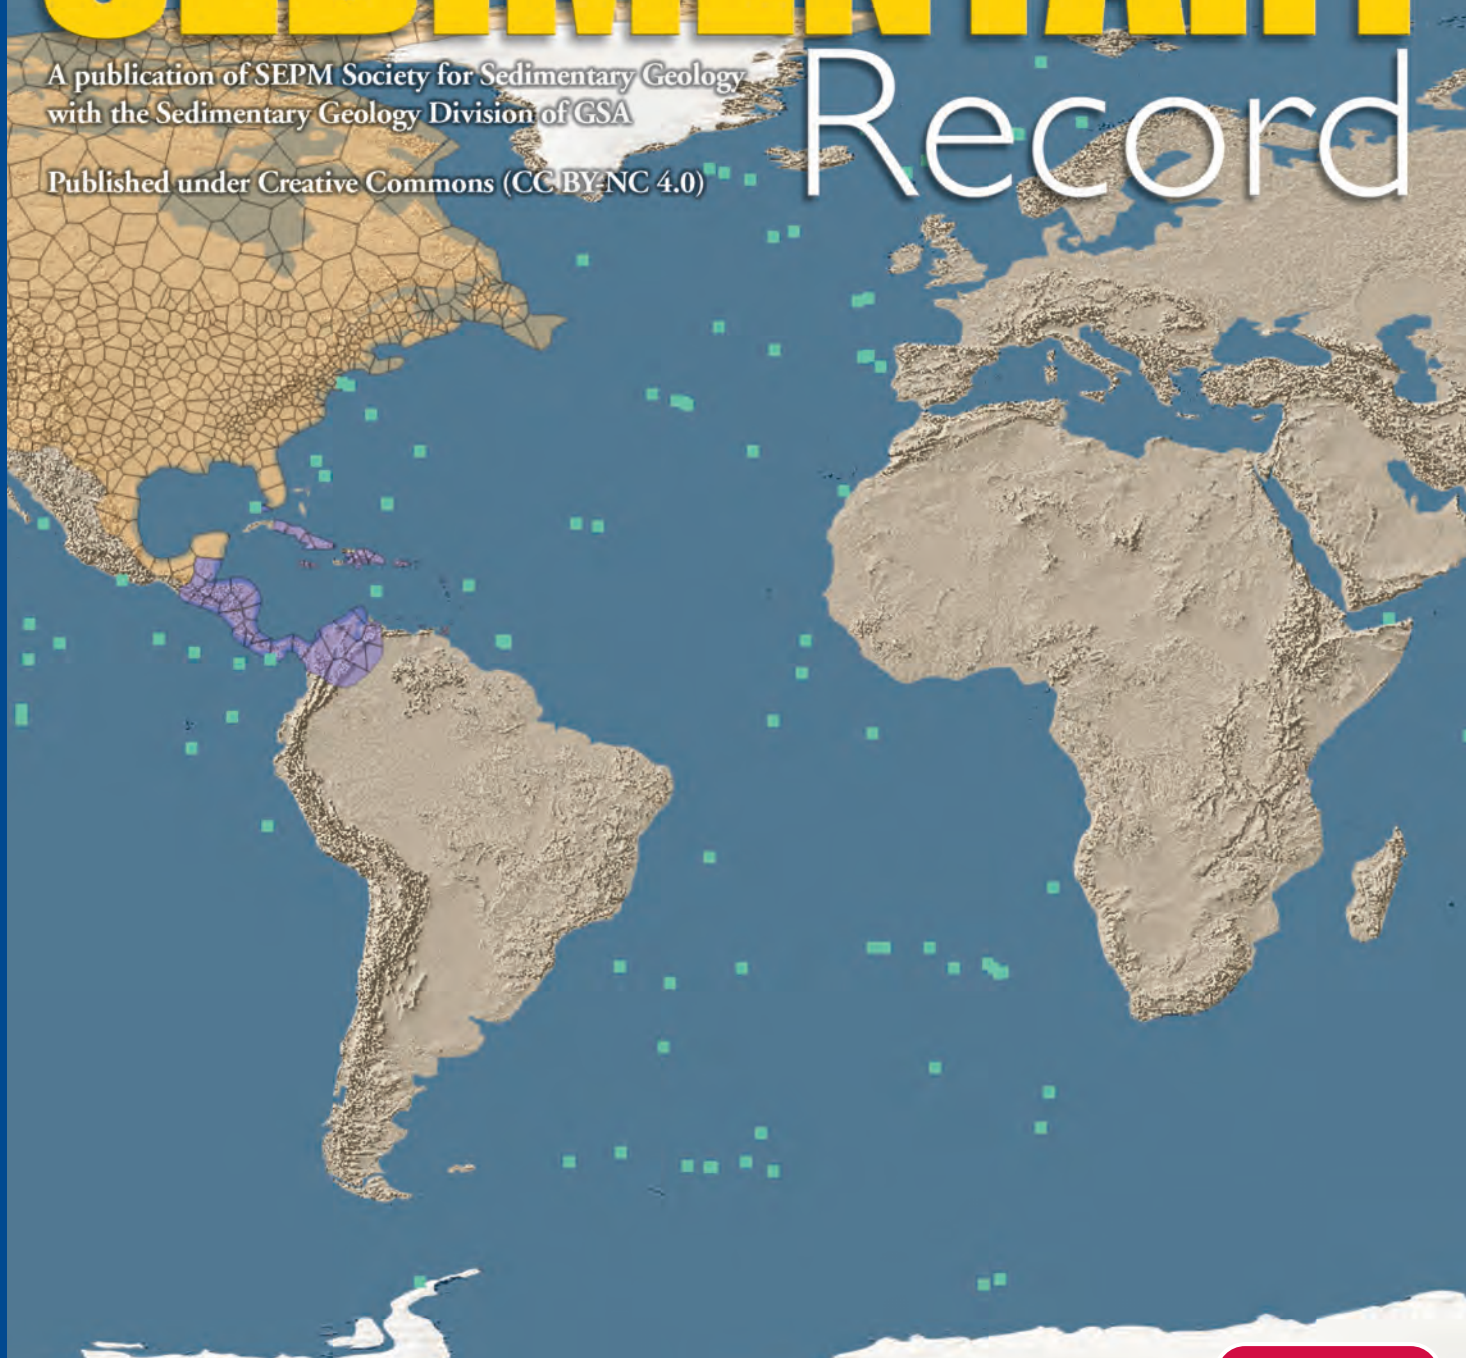 SEDIMENTARY
Record
A publication of SEPM Society for Sedimentary Geology
with the Sedimentary Geology Division of GSA
Published under Creative Commons (CC BY-NC 4.0)